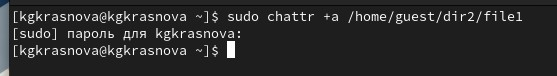 [kgkrasnova@kgkrasnova ~]$ sudo chattr +a /home/guest/dir2/file1
[sudo] пароль для kgkrasnova:
[kgkrasnova@kgkrasnova ~]$